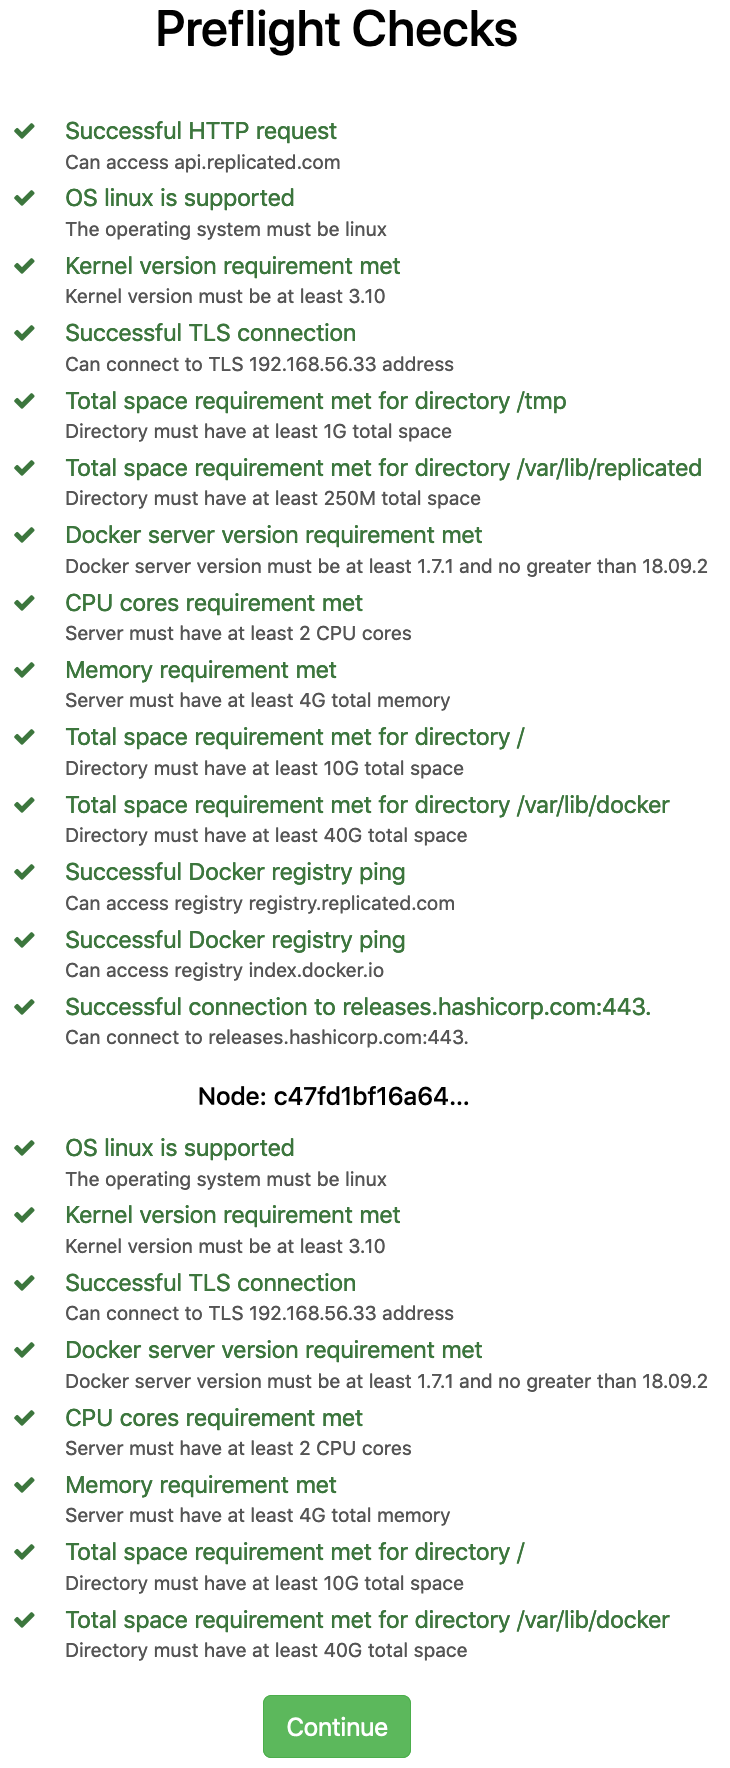 Preflight Checks
Successful HTTP request
Can access api.replicated.com
OS linux is supported
The operating system must be linux
Kernel version requirement met
Kernel version must be at least 3.10
Successful TLS connection
Can connect to TLS 192.168.56.33 address
Total space requirement met for directory /tmp
Directory must have at least 1G total space
Total space requirement met for directory /var/lib/replicated
Directory must have at least 250M total space
Docker server version requirement met
Docker server version must be at least 1.7.1 and no greater than 18.09.2
CPU cores requirement met
Server must have at least 2 CPU cores
Memory requirement met
Server must have at least 4G total memory
Total space requirement met for directory /
Directory must have at least 10G total space
Total space requirement met for directory /var/lib/docker
Directory must have at least 40G total space
Successful Docker registry ping
Can access registry registry.replicated.com
Successful Docker registry ping
Can access registry index.docker.io
Successful connection to releases.hashicorp.com:443.
Can connect to releases.hashicorp.com:443.
Node: c47fd1bf16a64...
OS linux is supported
The operating system must be linux
Kernel version requirement met
Kernel version must be at least 3.10
Successful TLS connection
Can connect to TLS 192.168.56.33 address
Docker server version requirement met
Docker server version must be at least 1.7.1 and no greater than 18.09.2
CPU cores requirement met
Server must have at least 2 CPU cores
Memory requirement met
Server must have at least 4G total memory
Total space requirement met for directory /
Directory must have at least 10G total space
Total space requirement met for directory /var/lib/docker
Directory must have at least 40G total space
Continue